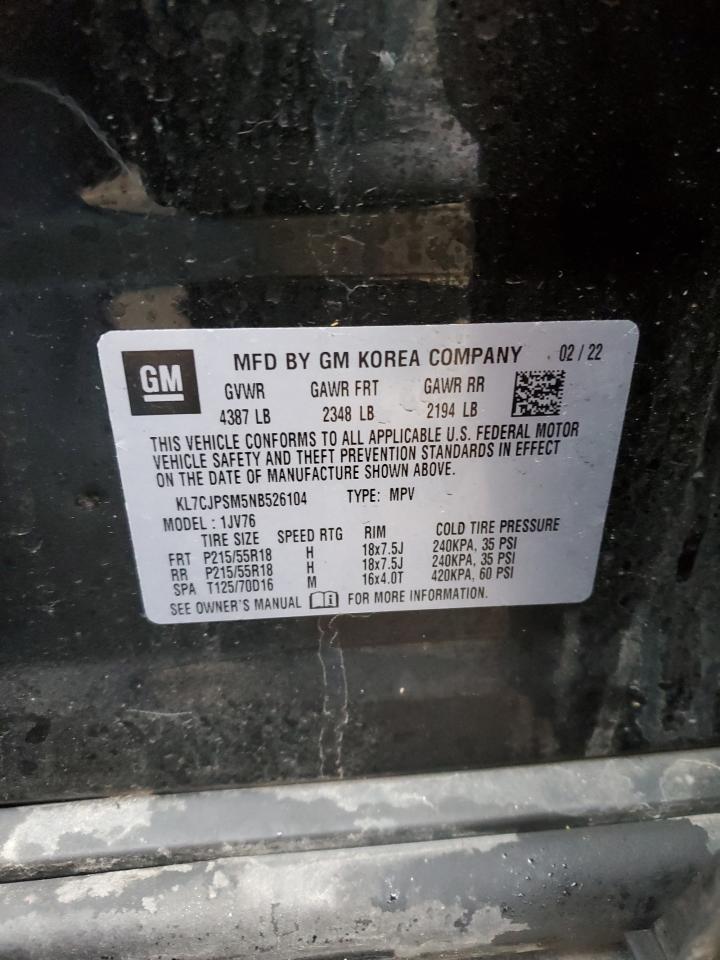 GM MFD BY GM KOREA COMPANY 02 / 22
GVWR GAWR FRT GAWR RR
4387 LB 2348 LB 2194 LB
THIS VEHICLE CONFORMS TO ALL APPLICABLE U.S. FEDERAL MOTOR
VEHICLE SAFETY AND THEFT PREVENTION STANDARDS IN EFFECT
ON THE DATE OF MANUFACTURE SHOWN ABOVE.
KL7CJPSM5NB526104 TYPE: MPV
MODEL : 1JV76
TIRE SIZE SPEED RTG RIM COLD TIRE PRESSURE
FRT P215/55R18 H 18x7.5J 240KPA, 35 PSI
RR P215/55R18 H 18x7.5J 240KPA, 35 PSI
SPA T125/70D16 M 16x4.0T 420KPA, 60 PSI
SEE OWNER'S MANUAL FOR MORE INFORMATION.